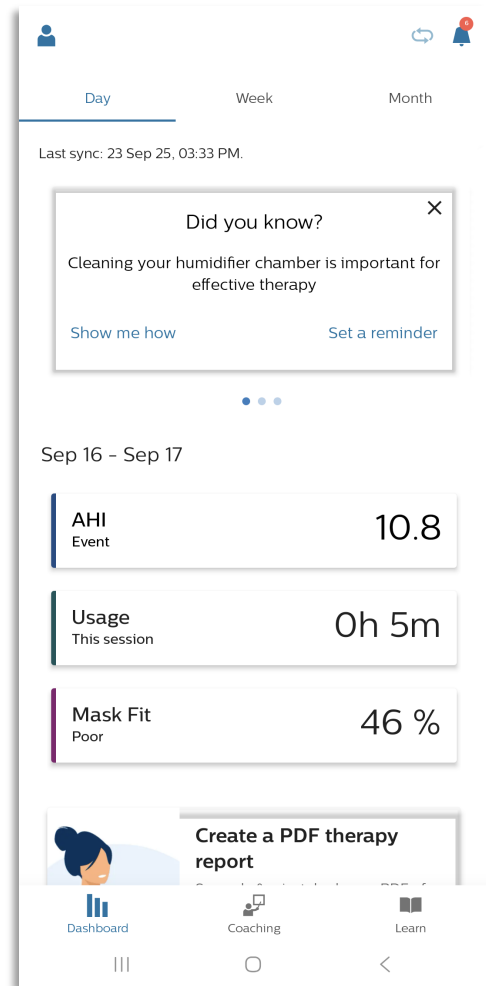 6
Day Week Month
Last sync: 23 Sep 25, 03:33 PM.
Did you know?
Cleaning your humidifier chamber is important for
effective therapy
Show me how Set a reminder
Sep 16 - Sep 17
AHI
Event
10.8
Usage
This session
0h 5m
Mask Fit
Poor
46 %
Create a PDF therapy
report
Dashboard Coaching Learn